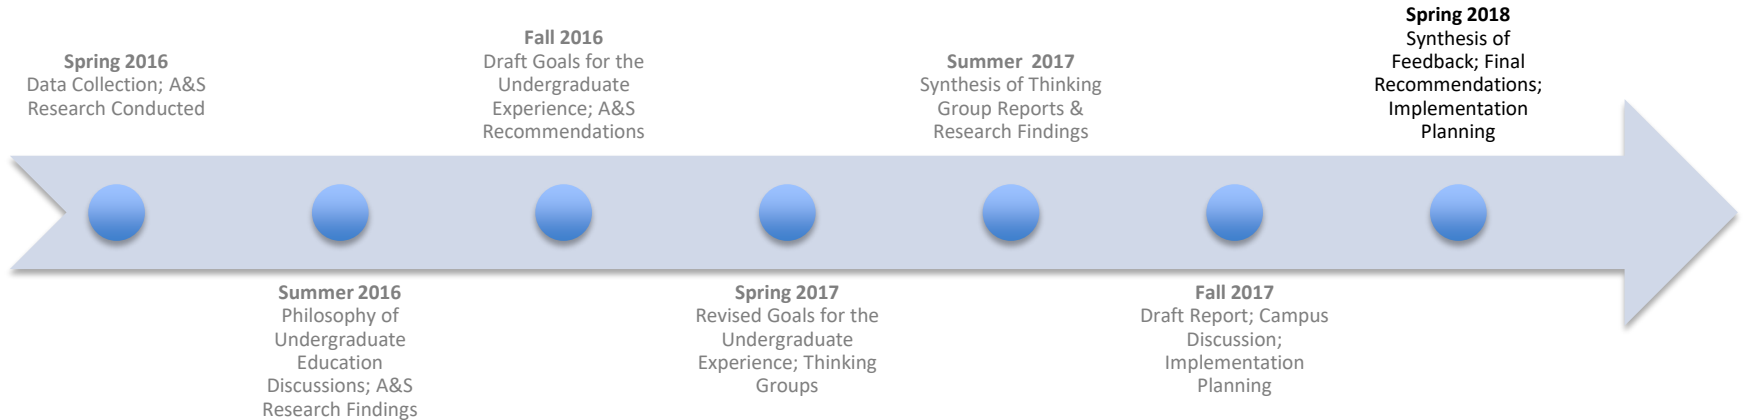 Spring 2016
Data Collection; A&S
Research Conducted
Summer 2016
Philosophy of
Undergraduate
Education
Discussions; A&S
Research Findings
Fall 2016
Draft Goals for the
Undergraduate
Experience; A&S
Recommendations
Spring 2017
Revised Goals for the
Undergraduate
Experience; Thinking
Groups
Summer 2017
Synthesis of Thinking
Group Reports &
Research Findings
Fall 2017
Draft Report; Campus
Discussion;
Implementation
Planning
Spring 2018
Synthesis of
Feedback; Final
Recommendations;
Implementation
Planning